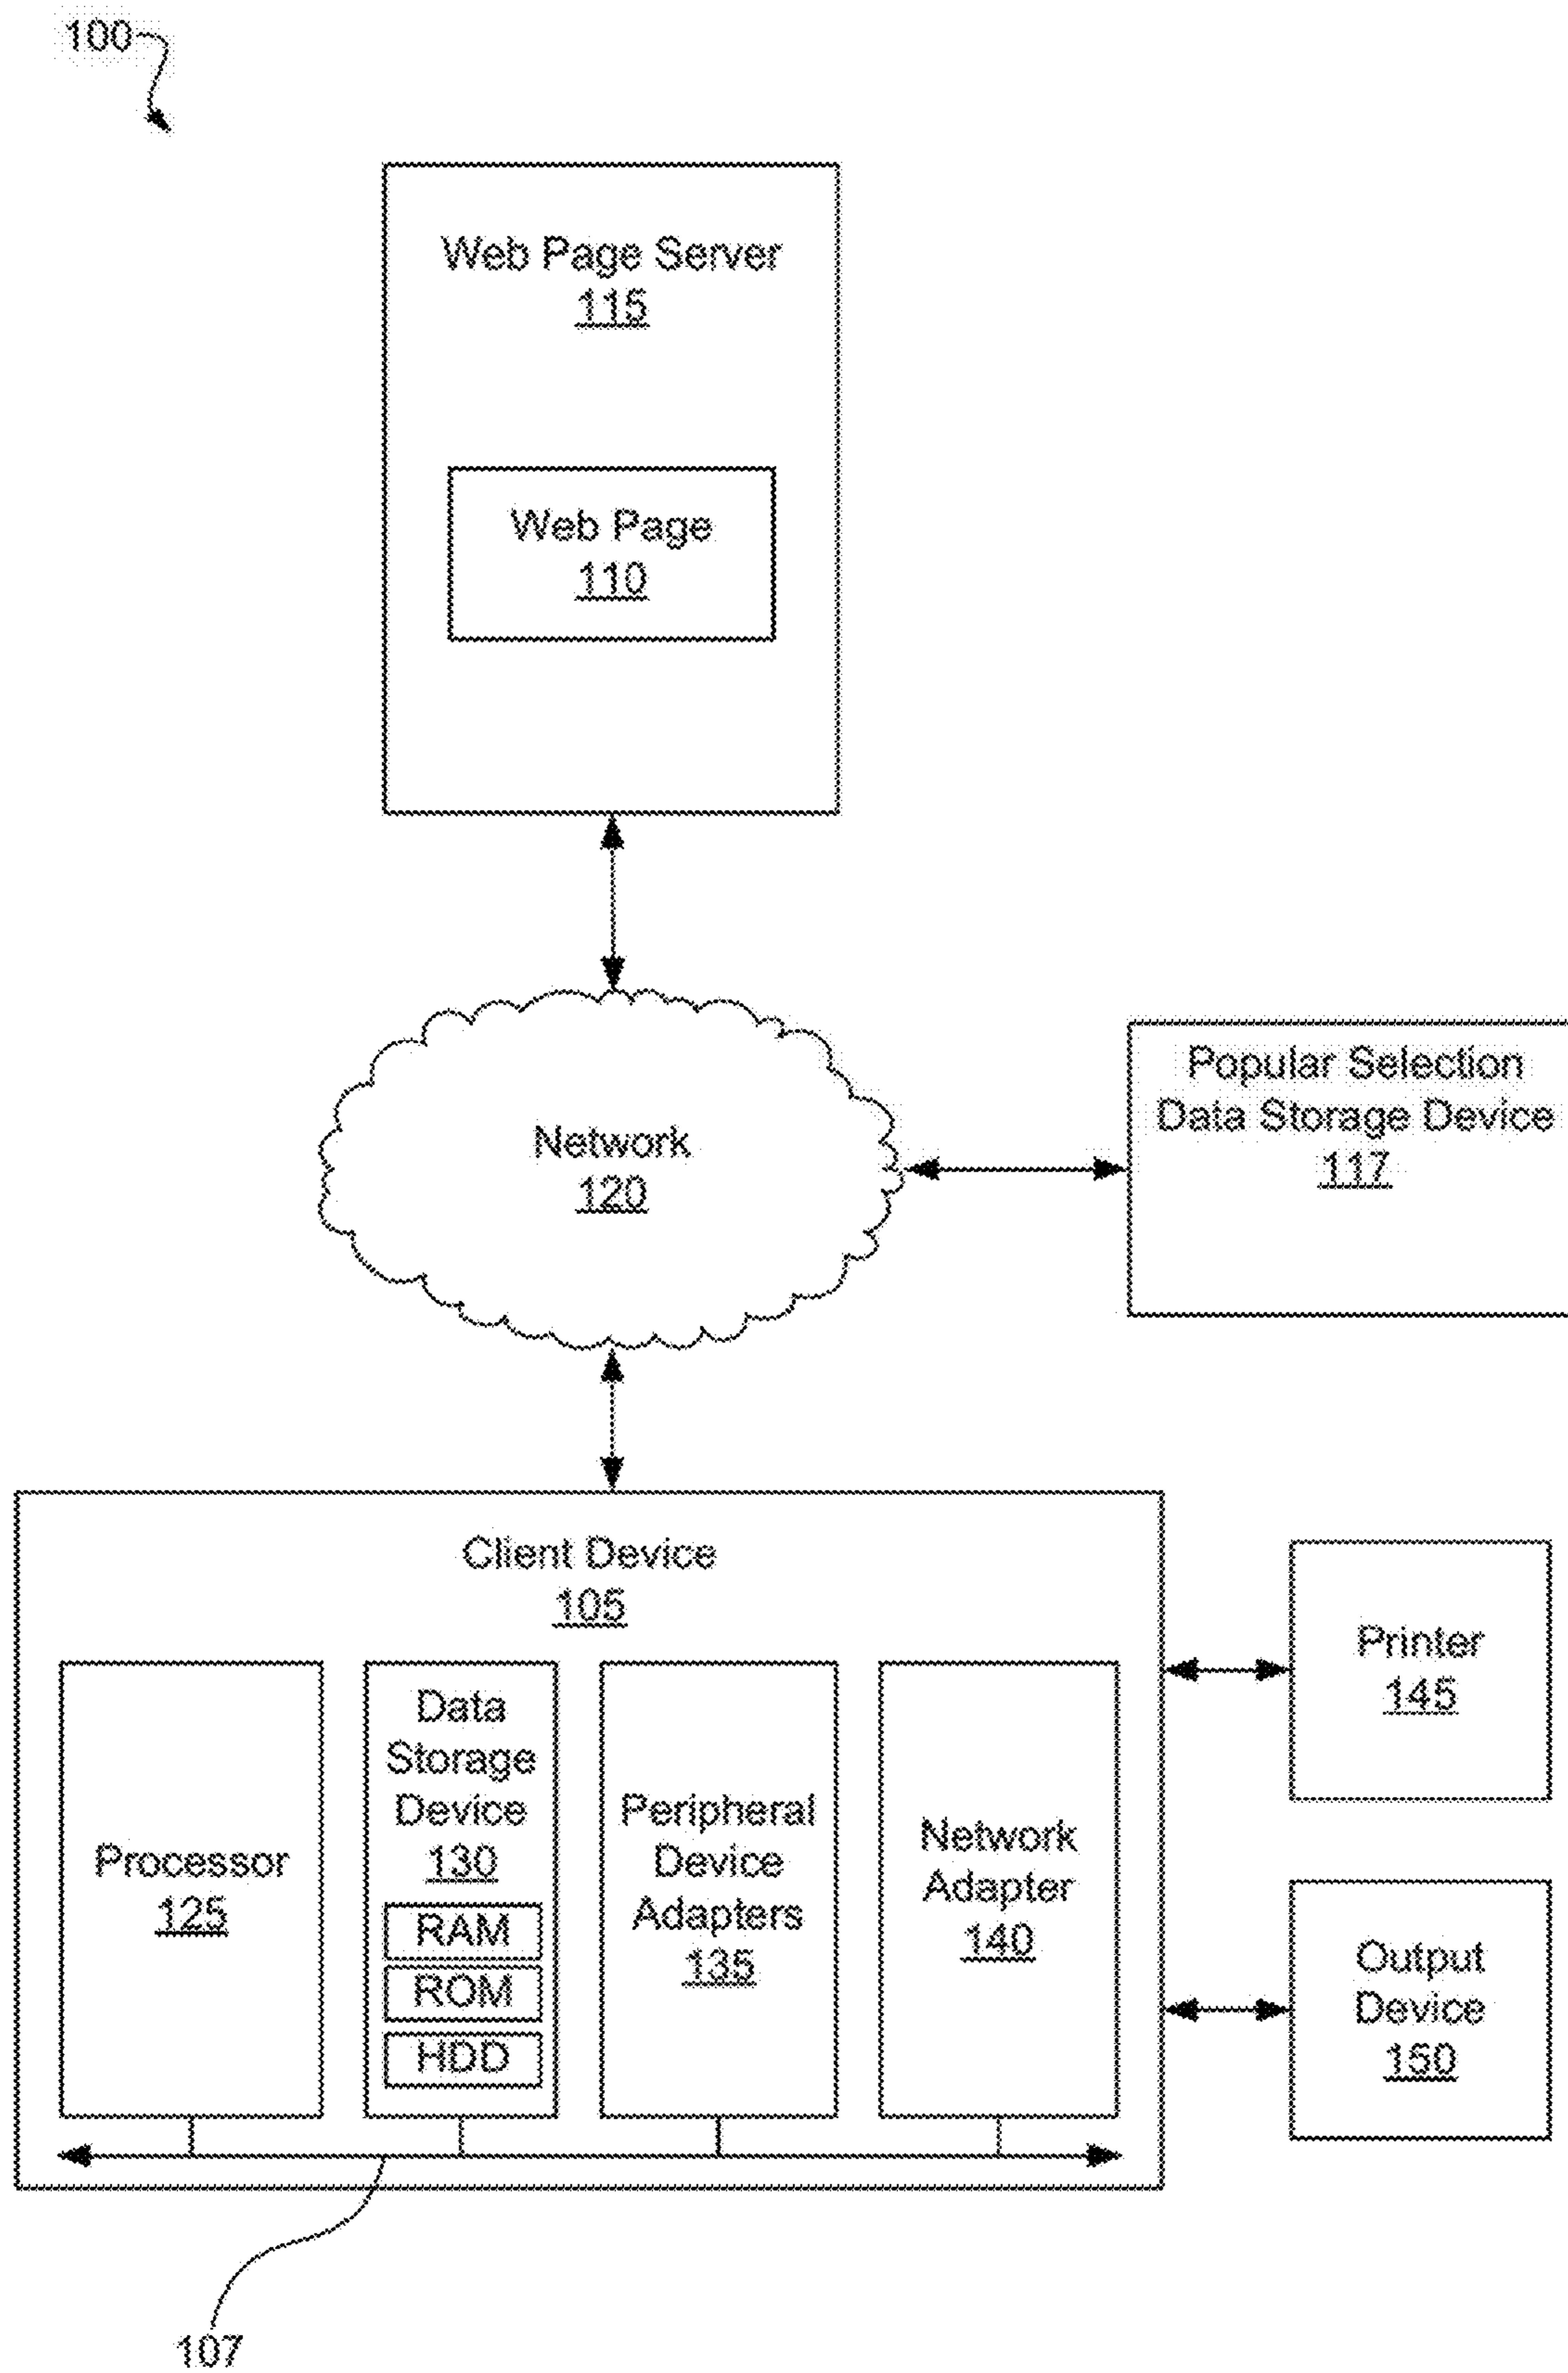 100
Web Page Server
115
Web Page
110
Network
120
Popular Selection
Data Storage Device
117
Client Device
105
Processor
125
Data
Storage
Device
130
RAM
ROM
HDD
Peripheral
Device
Adapters
135
Network
Adapter
140
Printer
145
Output
Device
150
107